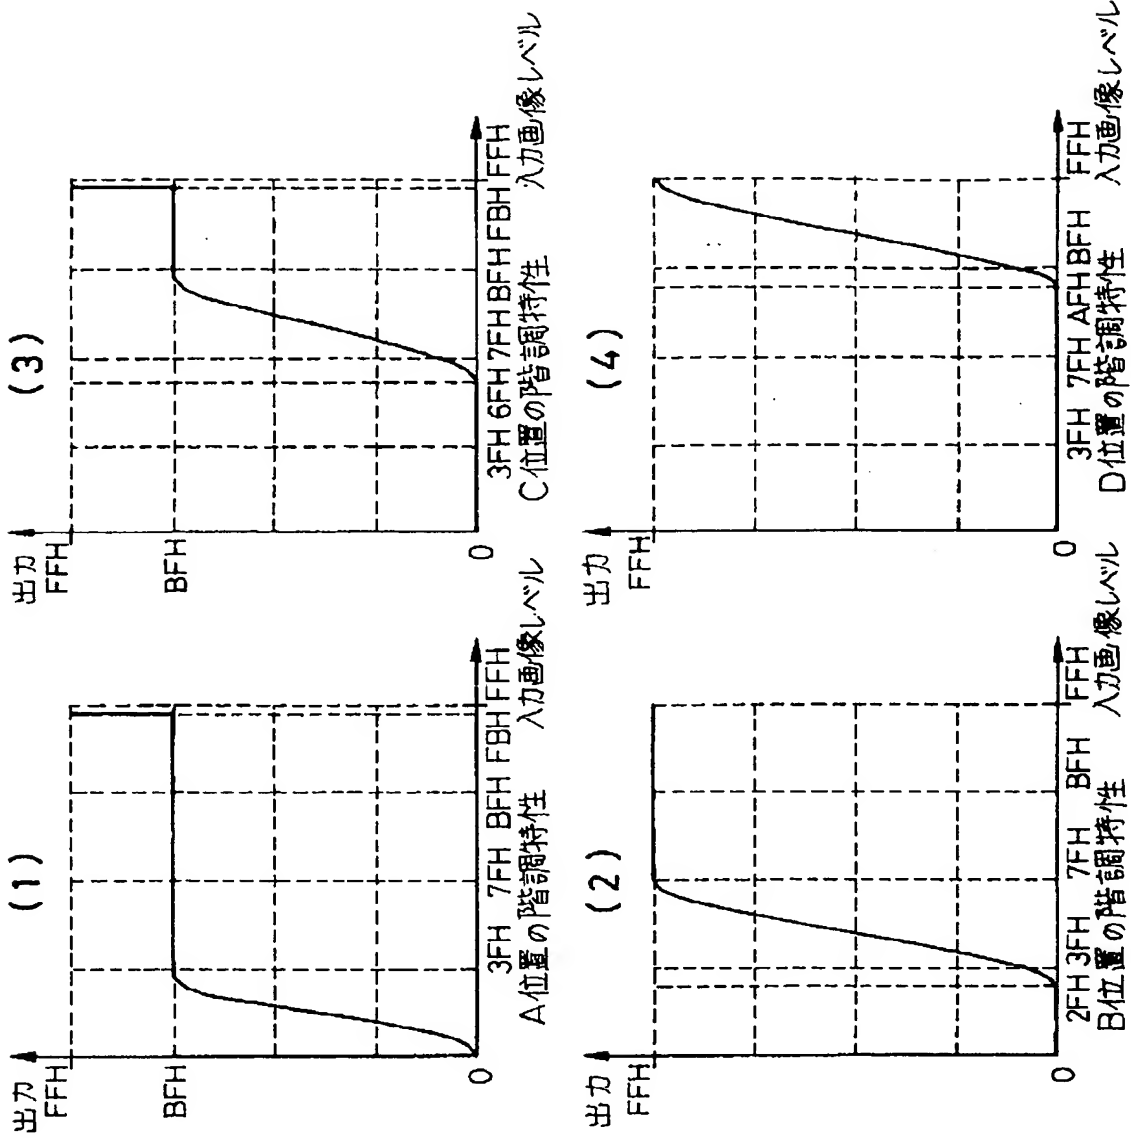 (1)
出力
FFH
BFH
0
3FH 7FH BFH FBH FFH
A位置の階調特性
入力画像レベル
(2)
出力
FFH
0
2FH 3FH 7FH BFH FFH
B位置の階調特性
入力画像レベル
(3)
出力
FFH
BFH
0
3FH 6FH 7FH BFH FBH FFH
C位置の階調特性
入力画像レベル
(4)
出力
FFH
0
3FH 7FH AFH BFH FFH
D位置の階調特性
入力画像レベル